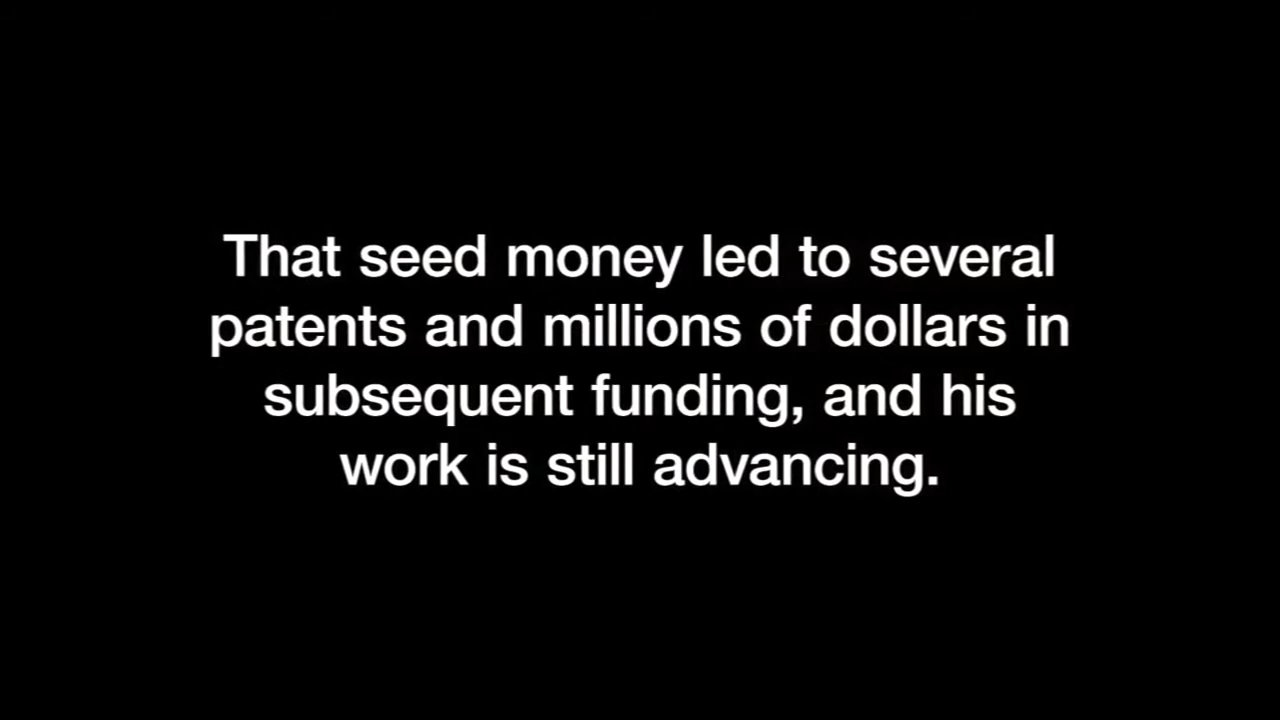 That seed money led to several
patents and millions of dollars in
subsequent funding, and his
work is still advancing.